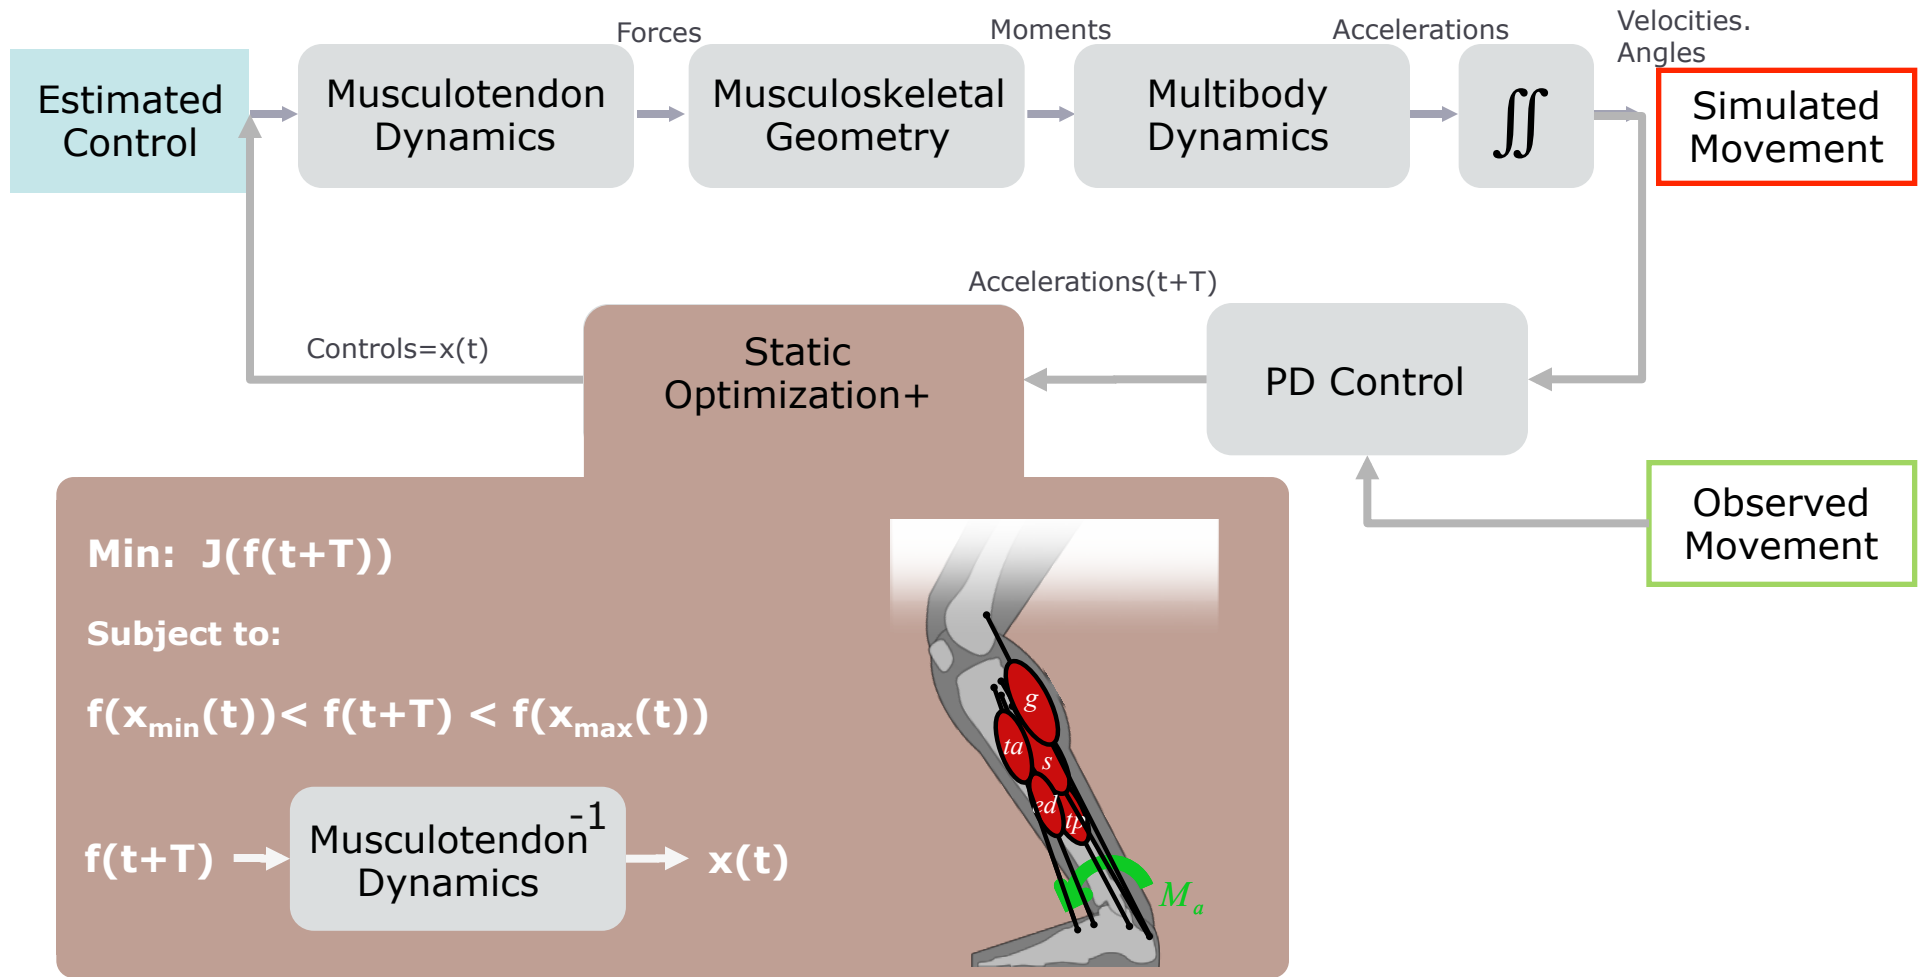 Forces
Moments
Accelerations
Velocities.
Angles
Estimated
Control
Musculotendon
Dynamics
Musculoskeletal
Geometry
Multibody
Dynamics
∬
Simulated
Movement
Accelerations(t+T)
Controls=x(t)
Static
Optimization+
PD Control
Observed
Movement
Min: J(f(t+T))
Subject to:
f(xmin(t))< f(t+T) < f(xmax(t))
f(t+T)
Musculotendon-1
Dynamics
x(t)
g
ta
s
ed
tp
Ma